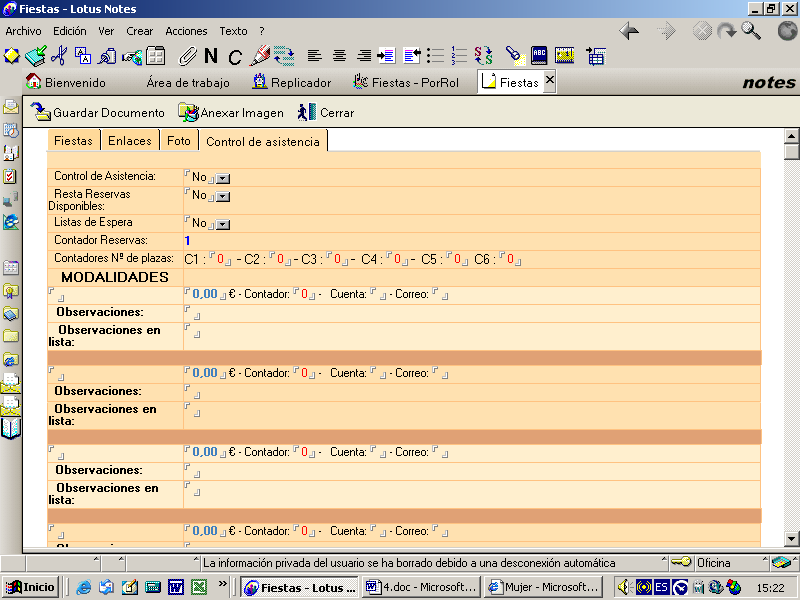 Fiestas - Lotus Notes
Archivo Edición Ver Crear Acciones Texto ?
N C
ABC
Bienvenido Área de trabajo Replicador Fiestas - PorRol Fiestas
notes
Guardar Documento Anexar Imagen Cerrar
Fiestas Enlaces Foto Control de asistencia
Control de Asistencia: No
Resta Reservas
Disponibles: No
Listas de Espera No
Contador Reservas: 1
Contadores Nº de plazas: C1 : 0 - C2 : 0 - C3 : 0 - C4 : 0 - C5 : 0 C6 : 0
MODALIDADES
0,00 € - Contador: 0 - Cuenta: - Correo:
Observaciones:
Observaciones en
lista:
0,00 € - Contador: 0 - Cuenta: - Correo:
Observaciones:
Observaciones en
lista:
0,00 € - Contador: 0 - Cuenta: - Correo:
Observaciones:
Observaciones en
lista:
0,00 € - Contador: 0 - Cuenta: - Correo:
La información privada del usuario se ha borrado debido a una desconexión automática Oficina
Inicio Fiestas - Lotus ... 4.doc - Microsoft... Mujer - Microsoft... ES 15:22